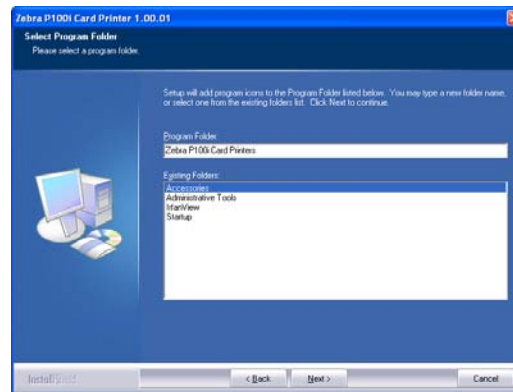 Zebra P100i Card Printer 1.00.01
Select Program Folder
Please select a program folder.
Setup will add program icons to the Program Folder listed below. You may type a new folder name,
or select one from the existing folders list. Click Next to continue.
Program Folder:
Zebra P100i Card Printers
Existing Folders:
Accessories
Administrative Tools
IrfanView
Startup
InstallShield
< Back
Next >
Cancel